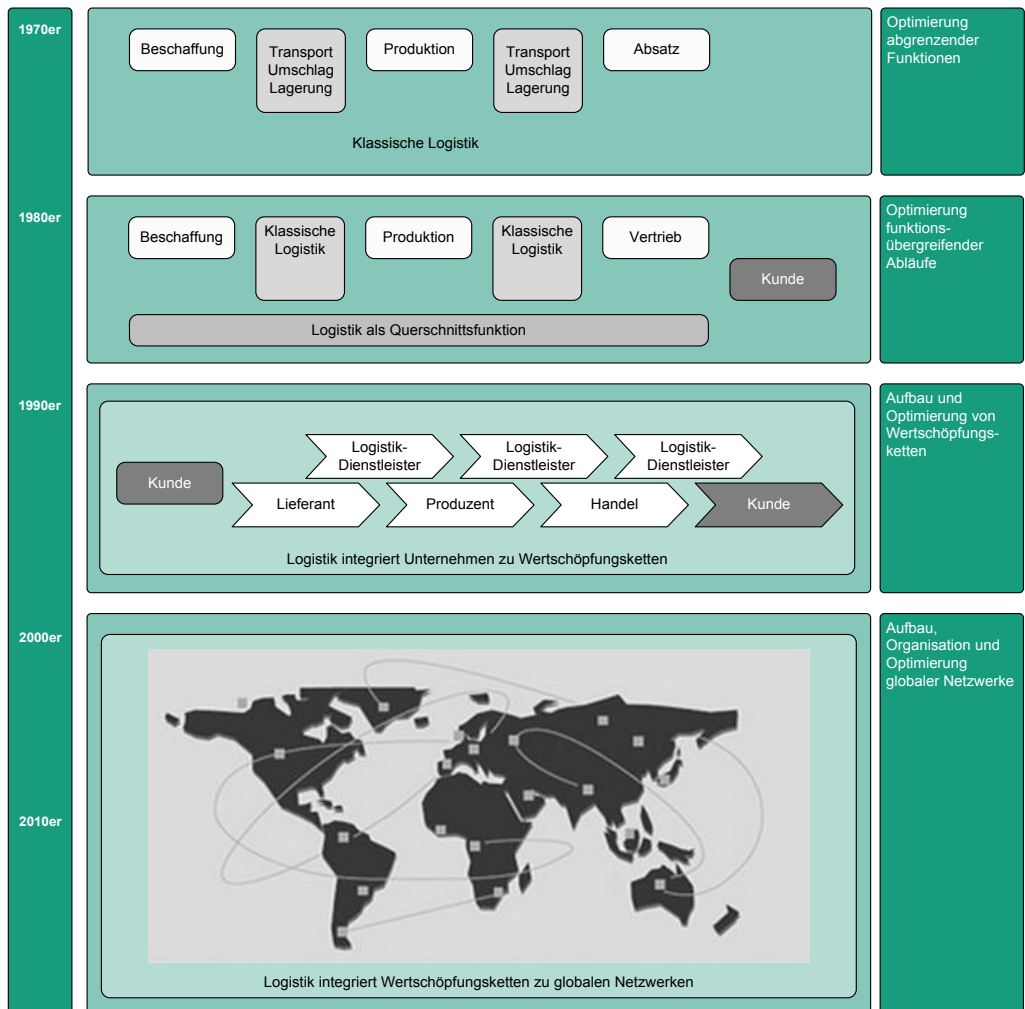 1970er
Beschaffung
Transport
Umschlag
Lagerung
Produktion
Transport
Umschlag
Lagerung
Absatz
Klassische Logistik
Optimierung
abgrenzender
Funktionen
1980er
Beschaffung
Klassische
Logistik
Produktion
Klassische
Logistik
Vertrieb
Kunde
Logistik als Querschnittsfunktion
Optimierung
funktions-
übergreifender
Abläufe
1990er
Kunde
Logistik-
Dienstleister
Logistik-
Dienstleister
Logistik-
Dienstleister
Lieferant
Produzent
Handel
Kunde
Logistik integriert Unternehmen zu Wertschöpfungsketten
Aufbau und
Optimierung von
Wertschöpfungs-
ketten
2000er
2010er
Logistik integriert Wertschöpfungsketten zu globalen Netzwerken
Aufbau,
Organisation und
Optimierung
globaler Netzwerke